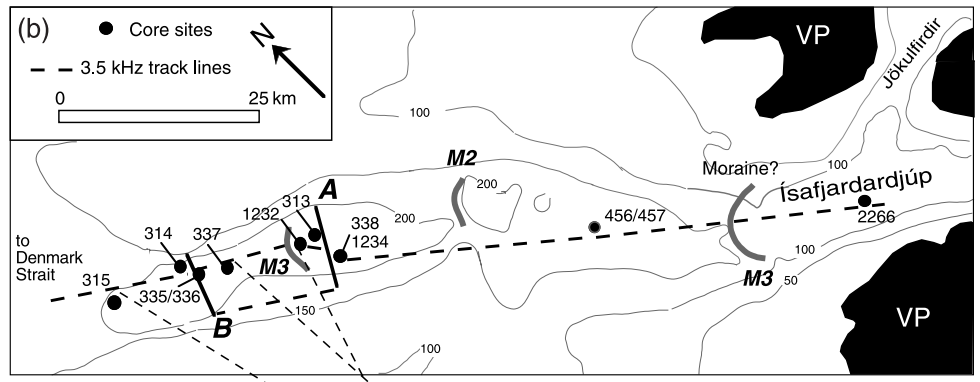 (b)
Core sites
3.5 kHz track lines
N
0
25 km
VP
Jökulfirdir
100
M2
200
Moraine?
100
Ísafjardardjúp
2266
A
313
1232
200
338
1234
456/457
314
337
M3
to
Denmark
Strait
315
335/336
B
150
100
M3
100
50
VP